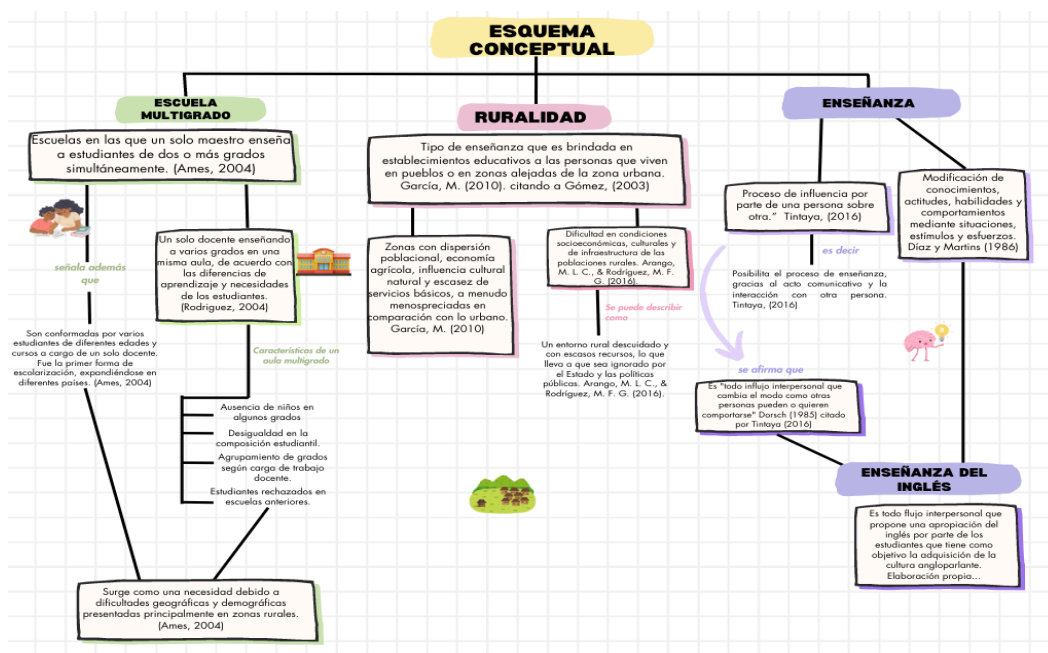 ESQUEMA
CONCEPTUAL
ESCUELA
MULTIGRADO
Escuelas en las que un solo maestro enseña
a estudiantes de dos o más grados
simultáneamente. (Ames, 2004)
señala además
que
Son conformadas por varios
estudiantes de diferentes edades y
cursos a cargo de un solo docente.
Fue la primer forma de
escolarización, expandiéndose en
diferentes países. (Ames, 2004)
Un solo docente enseñando
a varios grados en una
misma aula, de acuerdo con
las diferencias de
aprendizaje y necesidades
de los estudiantes.
(Rodriguez, 2004)
Características de un
aula multigrado
Ausencia de niños en
algunos grados
Desigualdad en la
composición estudiantil.
Agrupamiento de grados
según carga de trabajo
docente.
Estudiantes rechazados en
escuelas anteriores.
Surge como una necesidad debido a
dificultades geográficas y demográficas
presentadas principalmente en zonas rurales.
(Ames, 2004)
RURALIDAD
Tipo de enseñanza que es brindada en
establecimientos educativos a las personas que viven
en pueblos o en zonas alejadas de la zona urbana.
García, M. (2010). citando a Gómez, (2003)
Zonas con dispersión
poblacional, economía
agrícola, influencia cultural
natural y escasez de
servicios básicos, a menudo
menospreciadas en
comparación con lo urbano.
García, M. (2010)
Dificultad en condiciones
socioeconómicas, culturales y
de infraestructura de las
poblaciones rurales. Arango,
M. L. C., & Rodríguez, M. F.
G. (2016).
Se puede describir
como
Un entorno rural descuidado y
con escasos recursos, lo que
lleva a que sea ignorado por
el Estado y las políticas
públicas. Arango, M. L. C., &
Rodríguez, M. F. G. (2016).
ENSEÑANZA
Proceso de influencia por
parte de una persona sobre
otra.” Tintaya, (2016)
es decir
Posibilita el proceso de enseñanza,
gracias al acto comunicativo y la
interacción con otra persona.
Tintaya, (2016)
se afirma que
Es "todo influjo interpersonal que
cambia el modo como otras
personas pueden o quieren
comportarse" Dorsch (1985) citado
por Tintaya (2016)
Modificación de
conocimientos,
actitudes, habilidades y
comportamientos
mediante situaciones,
estímulos y esfuerzos.
Díaz y Martins (1986)
ENSEÑANZA DEL
INGLÉS
Es todo flujo interpersonal que
propone una apropiación del
inglés por parte de los
estudiantes que tiene como
objetivo la adquisición de la
cultura angloparlante.
Elaboración propia...